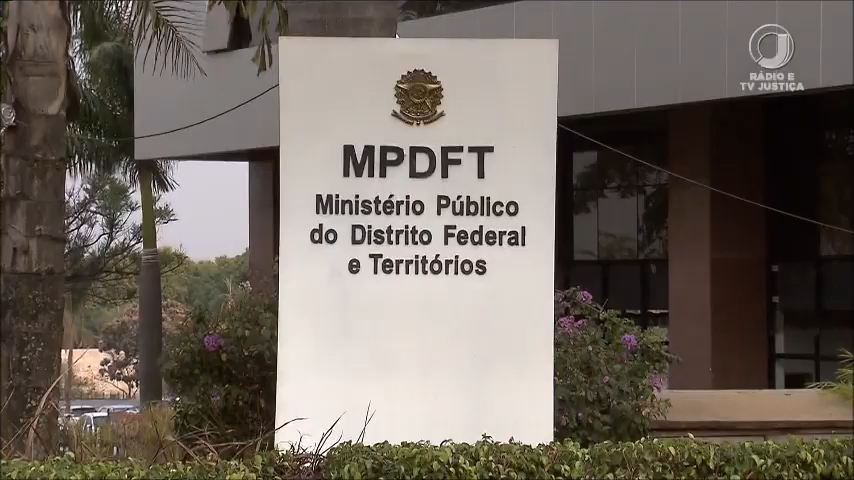 RÁDIO E
TV JUSTIÇA
MPDFT
Ministério Público
do Distrito Federal
e Territórios